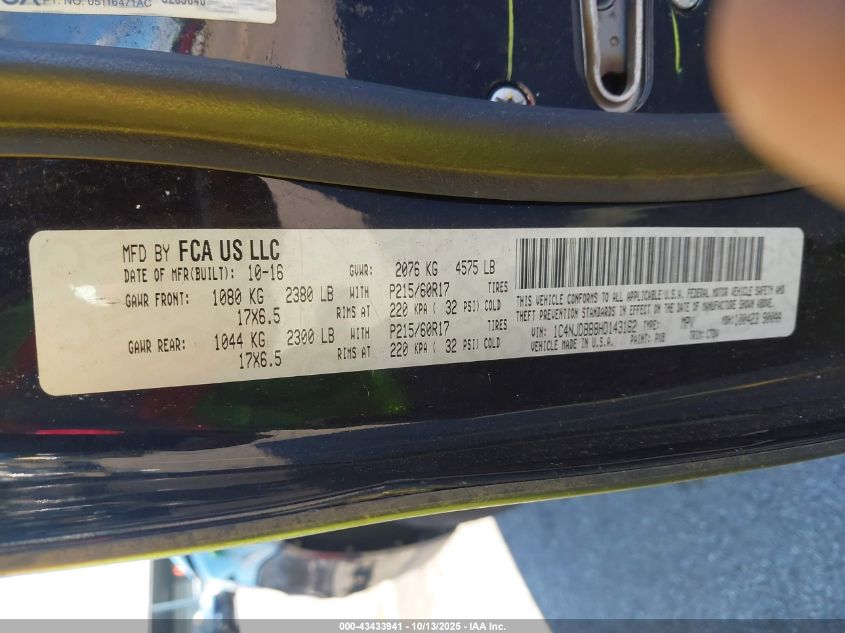 PT. NO. 05116471AC
MFD BY FCA US LLC
DATE OF MFR(BUILT): 10-16 GVWR: 2076 KG 4575 LB
GAWR FRONT: 1080 KG 2380 LB WITH P215/60R17 TIRES
17X6.5 RIMS AT 220 KPA ( 32 PSI) COLD
GAWR REAR: 1044 KG 2300 LB WITH P215/60R17 TIRES
17X6.5 RIMS AT 220 KPA ( 32 PSI) COLD
THIS VEHICLE CONFORMS TO ALL APPLICABLE U.S.A. FEDERAL MOTOR VEHICLE SAFETY AND
THEFT PREVENTION STANDARDS IN EFFECT ON THE DATE OF MANUFACTURE SHOWN ABOVE.
VIN: 1C4NJDBB8HD143162 TYPE: MPV MDH: 100423 900AA
VEHICLE MADE IN U.S.A. PAINT: PXB TRIM:
000-43433941 • 10/13/2025 - IAA Inc.